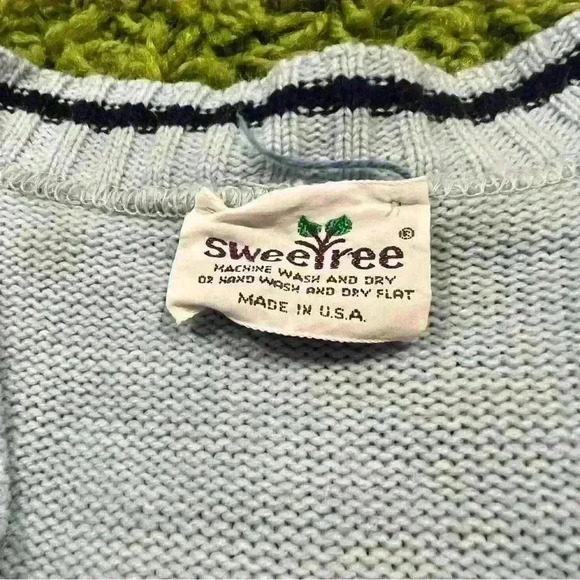 SweeTree®
MACHINE WASH AND DRY
OR HAND WASH AND DRY FLAT
MADE IN U.S.A.